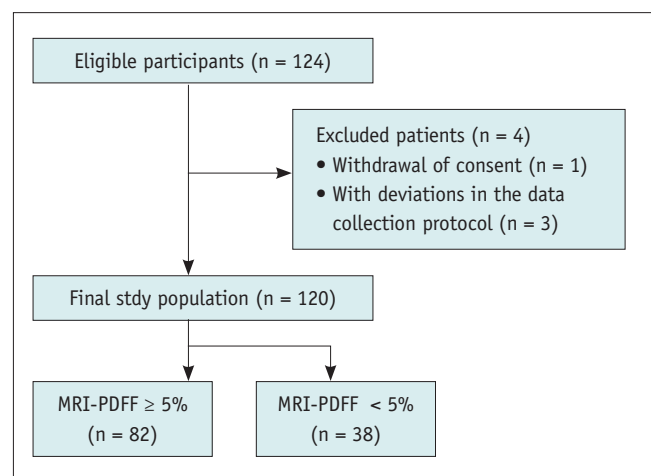 Eligible participants (n = 124)
Excluded patients (n = 4)
• Withdrawal of consent (n = 1)
• With deviations in the data
collection protocol (n = 3)
Final stdy population (n = 120)
MRI-PDFF ≥ 5%
(n = 82)
MRI-PDFF < 5%
(n = 38)